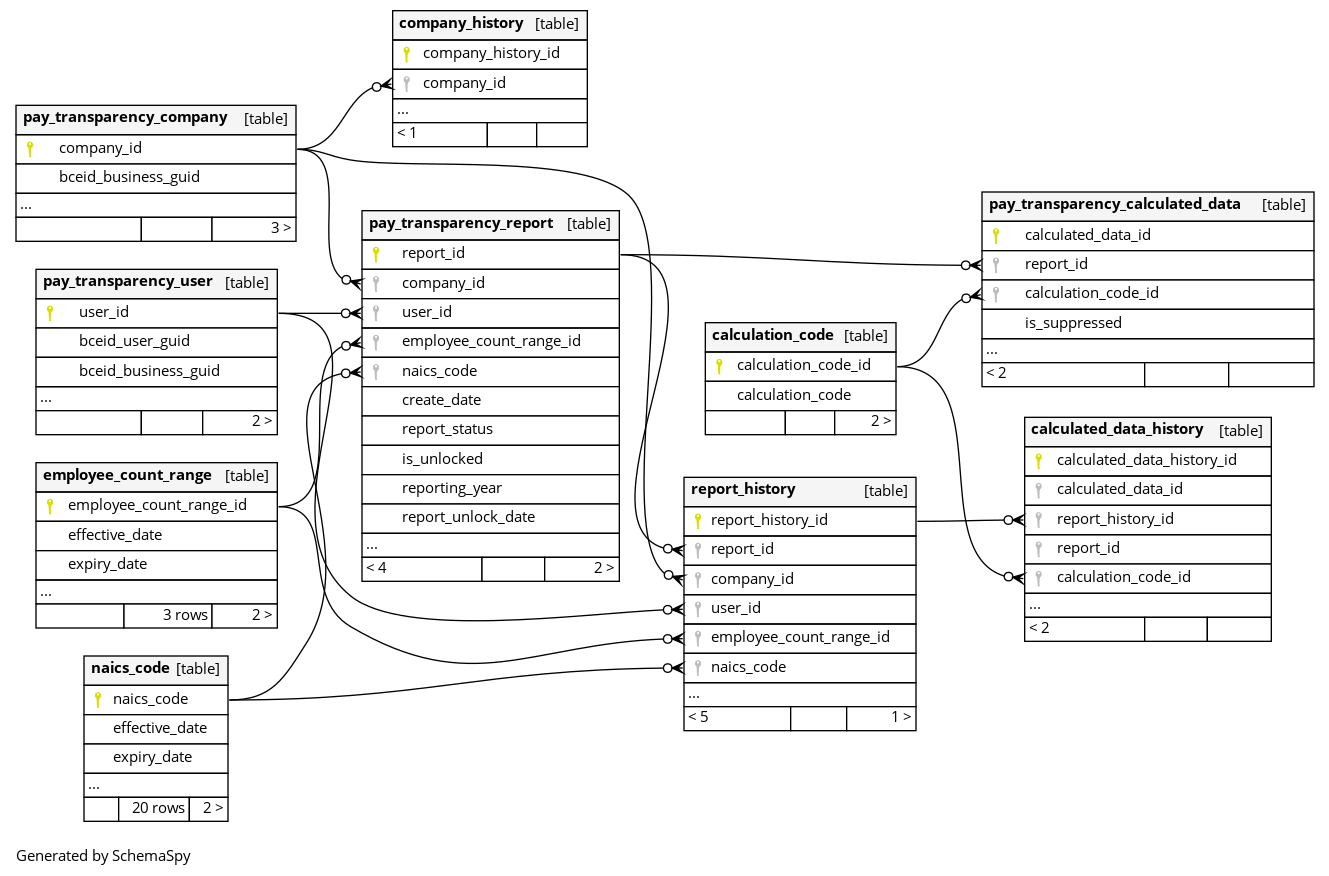 company_history [table]
company_history_id
company_id
...
< 1
pay_transparency_company [table]
company_id
bceid_business_guid
...
3 >
pay_transparency_user [table]
user_id
bceid_user_guid
bceid_business_guid
...
2 >
employee_count_range [table]
employee_count_range_id
effective_date
expiry_date
...
3 rows 2 >
naics_code [table]
naics_code
effective_date
expiry_date
...
20 rows 2 >
pay_transparency_report [table]
report_id
company_id
user_id
employee_count_range_id
naics_code
create_date
report_status
is_unlocked
reporting_year
report_unlock_date
...
< 4 2 >
calculation_code [table]
calculation_code_id
calculation_code
2 >
report_history [table]
report_history_id
report_id
company_id
user_id
employee_count_range_id
naics_code
...
< 5 1 >
pay_transparency_calculated_data [table]
calculated_data_id
report_id
calculation_code_id
is_suppressed
...
< 2
calculated_data_history [table]
calculated_data_history_id
calculated_data_id
report_history_id
report_id
calculation_code_id
...
< 2
Generated by SchemaSpy